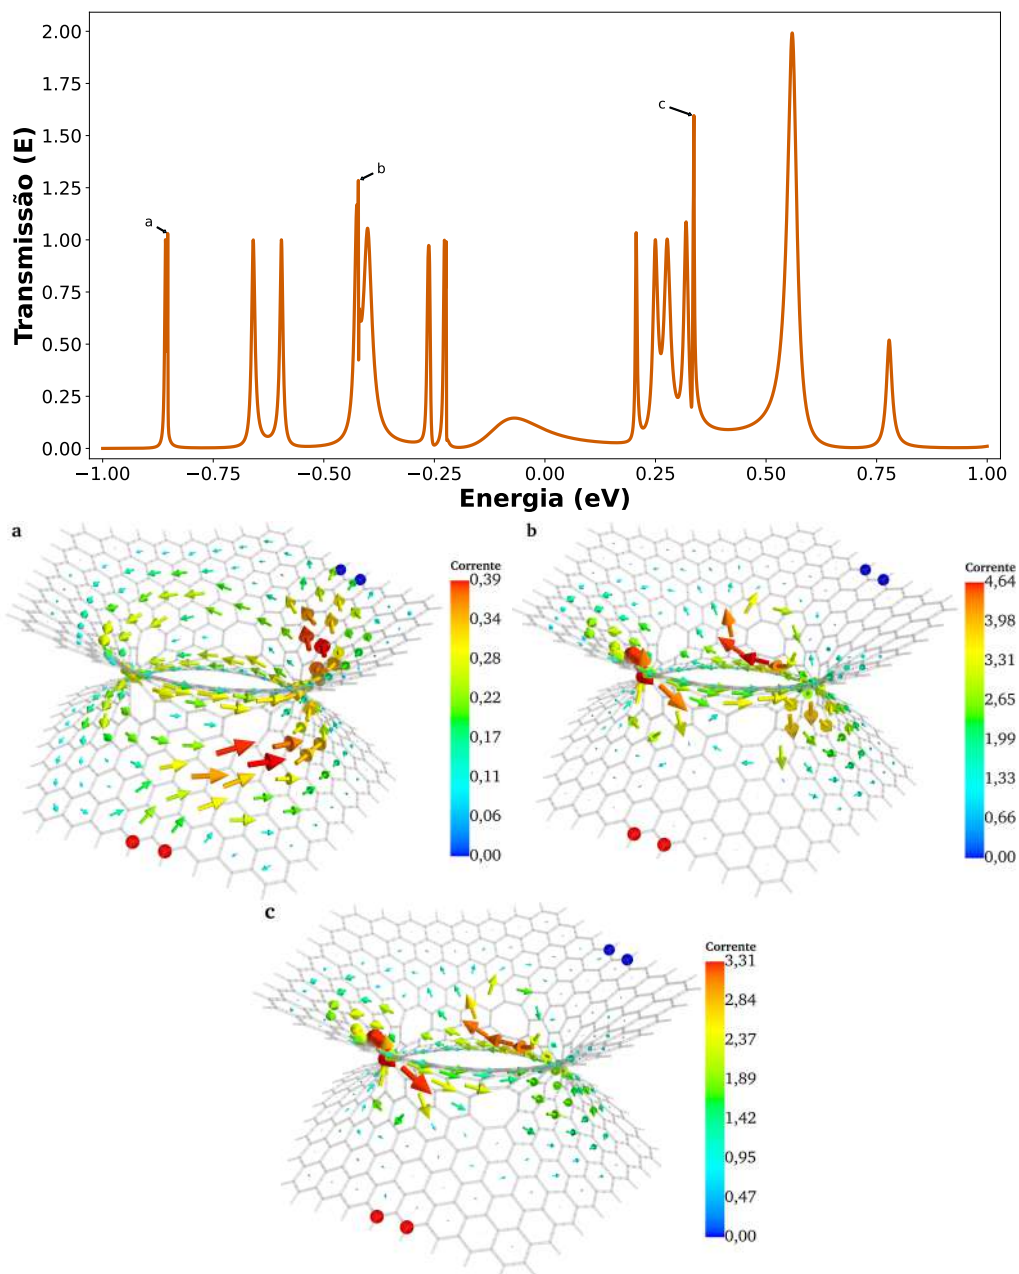 2.00
1.75
1.50
1.25
1.00
0.75
0.50
0.25
0.00
Transmissão (E)
a
b
c
−1.00 −0.75 −0.50 −0.25 0.00 0.25 0.50 0.75 1.00
Energia (eV)
a
Corrente
0,39
0,34
0,28
0,22
0,17
0,11
0,06
0,00
b
Corrente
4,64
3,98
3,31
2,65
1,99
1,33
0,66
0,00
c
Corrente
3,31
2,84
2,37
1,89
1,42
0,95
0,47
0,00